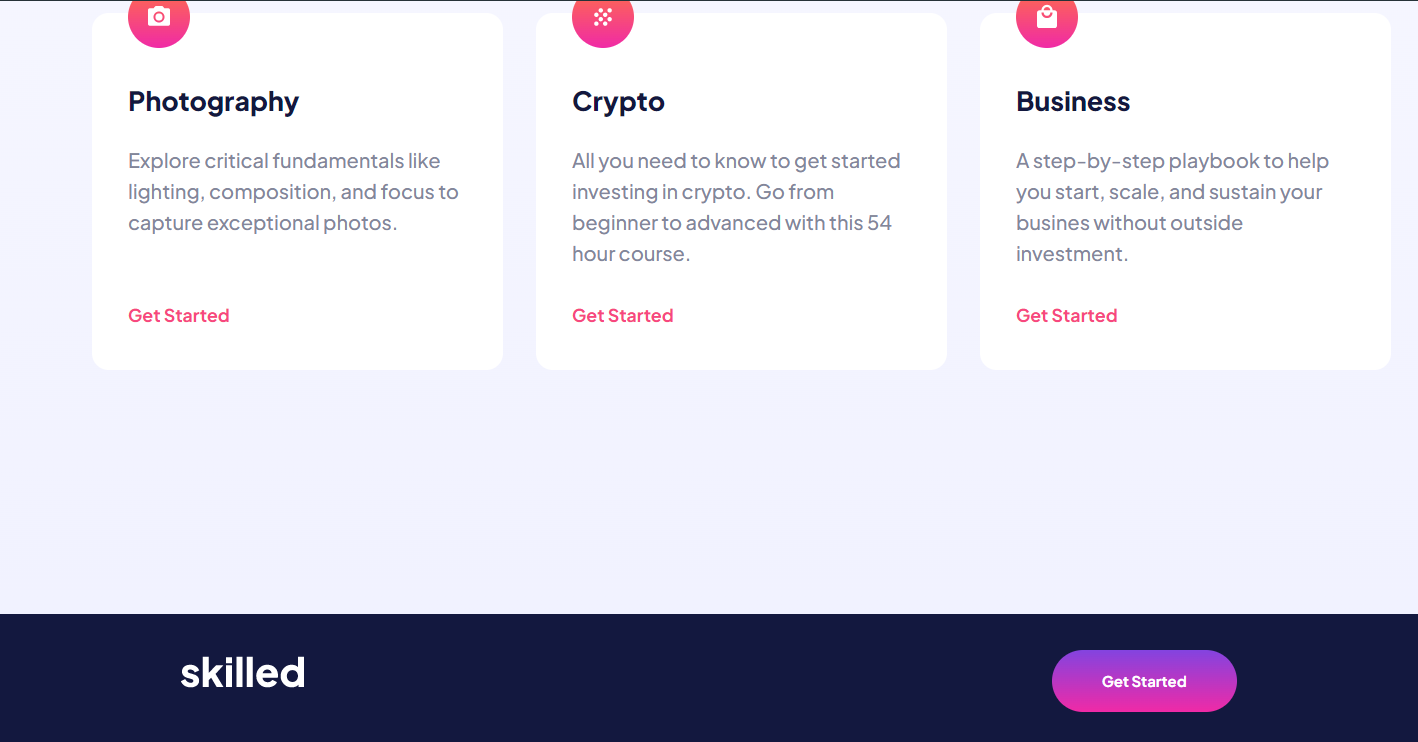 Photography
Explore critical fundamentals like
lighting, composition, and focus to
capture exceptional photos.
Get Started
Crypto
All you need to know to get started
investing in crypto. Go from
beginner to advanced with this 54
hour course.
Get Started
Business
A step-by-step playbook to help
you start, scale, and sustain your
busines without outside
investment.
Get Started
skilled
Get Started